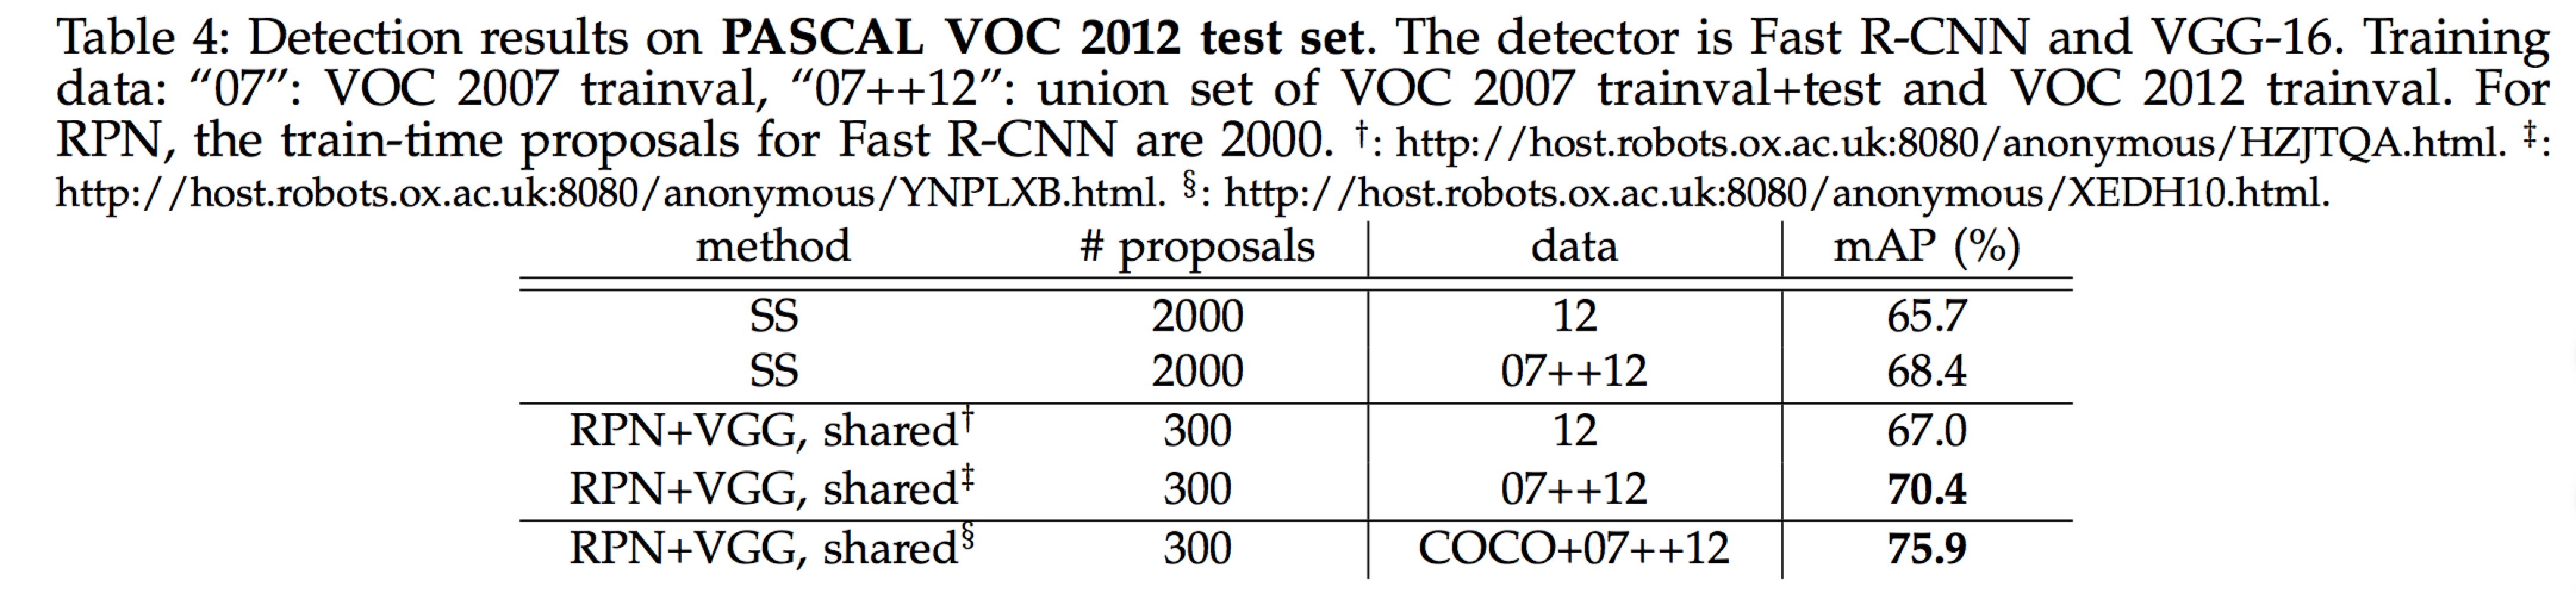 Table 4: Detection results on PASCAL VOC 2012 test set. The detector is Fast R-CNN and VGG-16. Training
data: “07”: VOC 2007 trainval, “07++12”: union set of VOC 2007 trainval+test and VOC 2012 trainval. For
RPN, the train-time proposals for Fast R-CNN are 2000. †: http://host.robots.ox.ac.uk:8080/anonymous/HZJTQA.html. ‡:
http://host.robots.ox.ac.uk:8080/anonymous/YNPLXB.html. §: http://host.robots.ox.ac.uk:8080/anonymous/XEDH10.html.
method # proposals data mAP (%)
SS 2000 12 65.7
SS 2000 07++12 68.4
RPN+VGG, shared† 300 12 67.0
RPN+VGG, shared‡ 300 07++12 70.4
RPN+VGG, shared§ 300 COCO+07++12 75.9